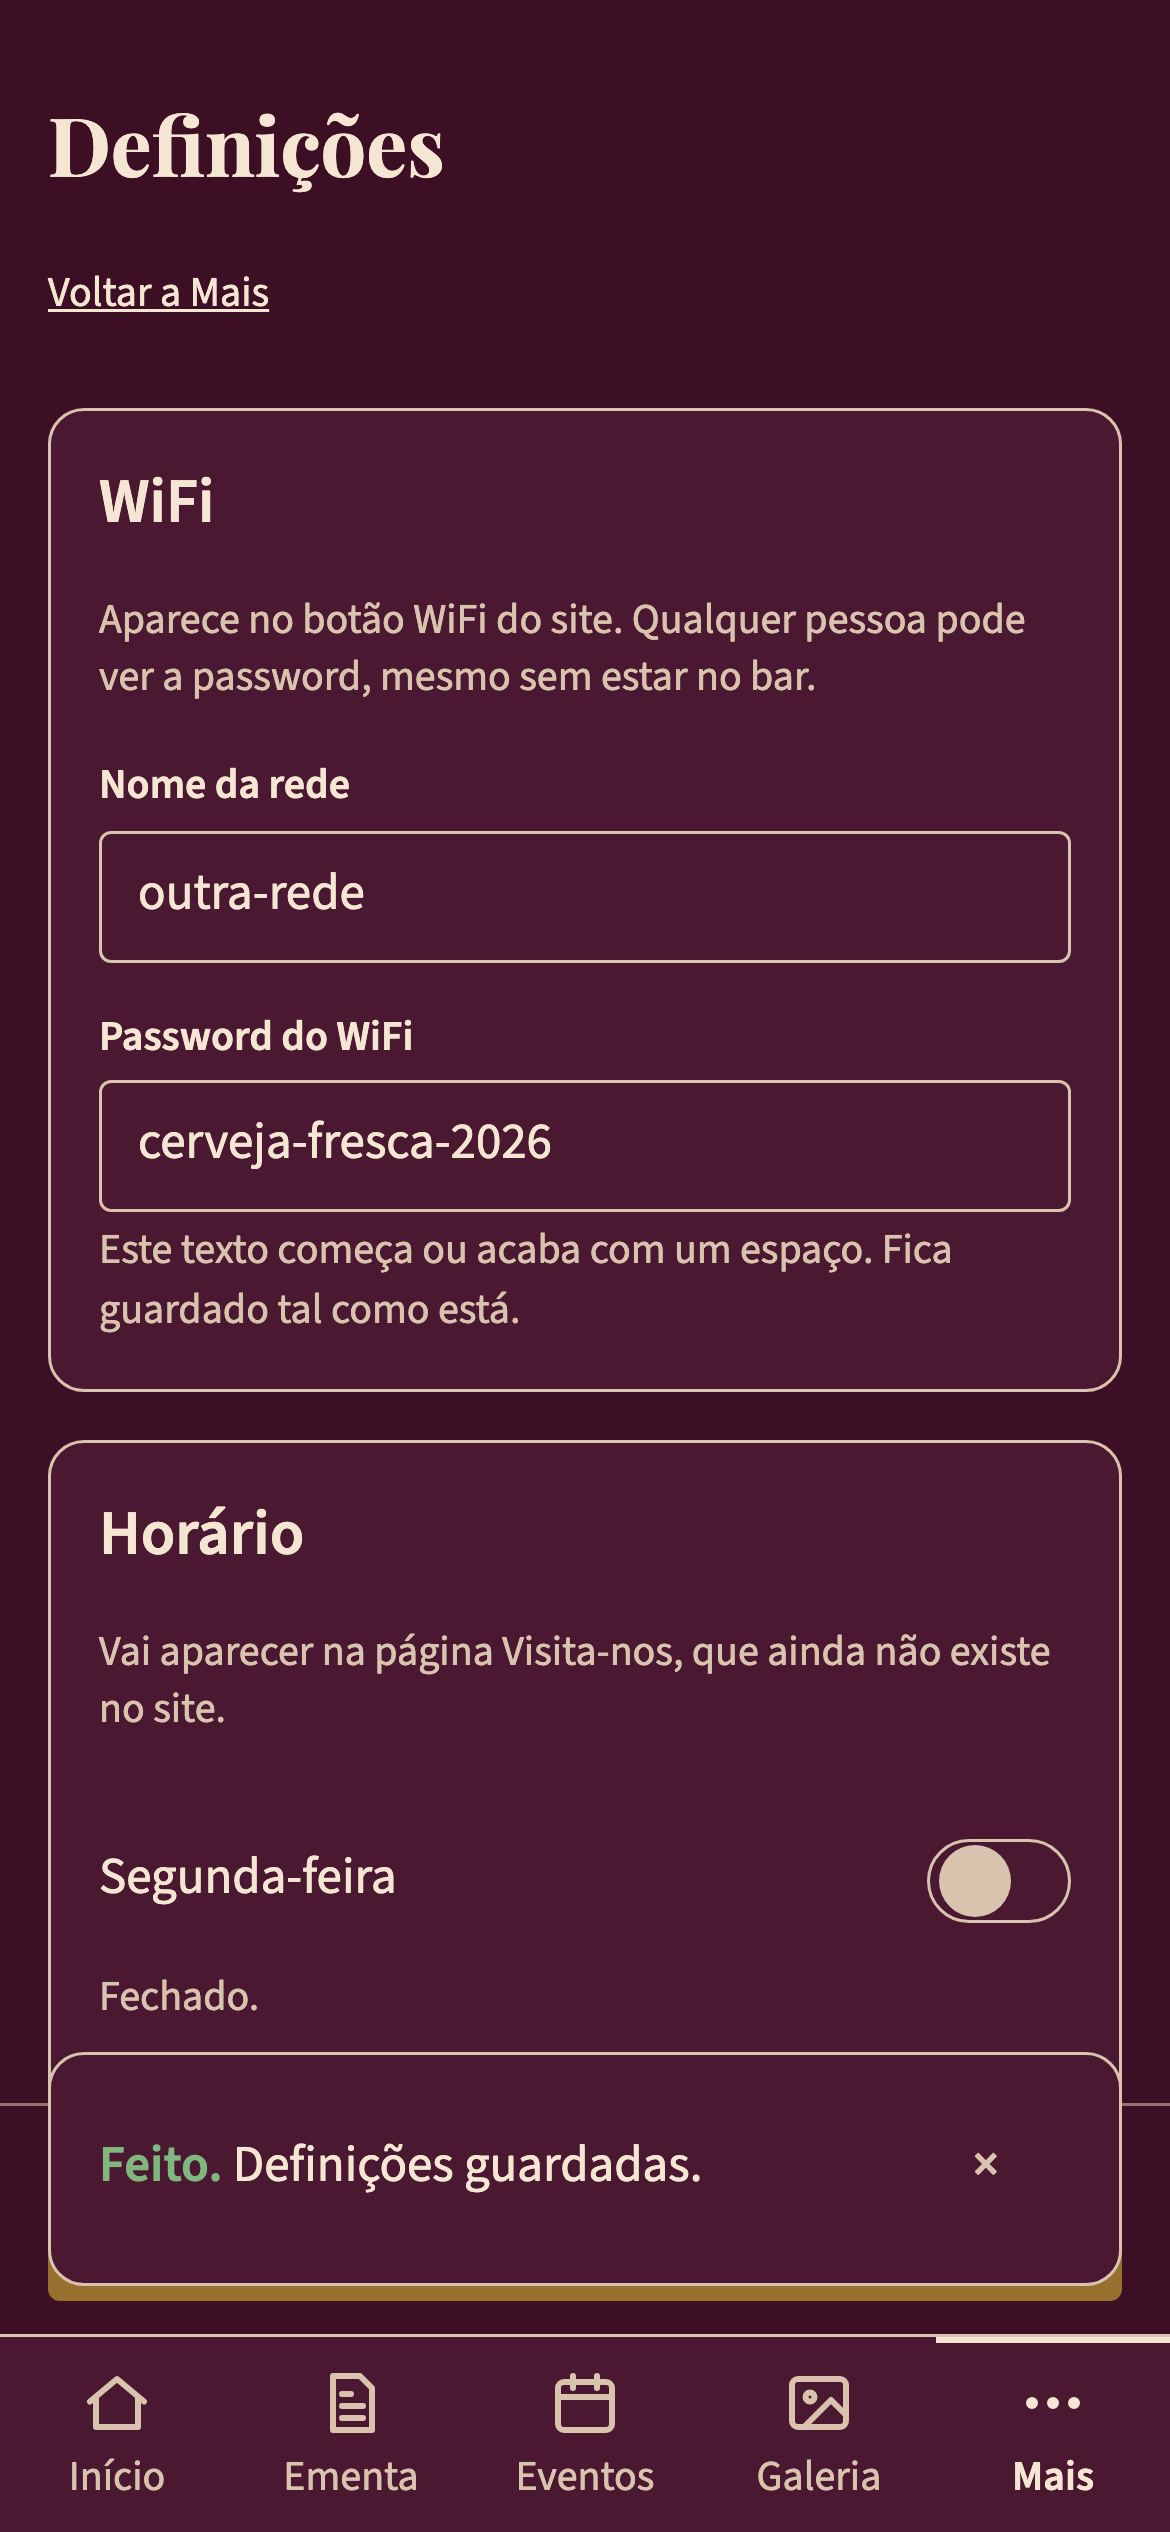 Definições
Voltar a Mais
WiFi
Aparece no botão WiFi do site. Qualquer pessoa pode
ver a password, mesmo sem estar no bar.
Nome da rede
outra-rede
Password do WiFi
cerveja-fresca-2026
Este texto começa ou acaba com um espaço. Fica
guardado tal como está.
Horário
Vai aparecer na página Visita-nos, que ainda não existe
no site.
Segunda-feira
Fechado.
Feito. Definições guardadas. ×
Início Ementa Eventos Galeria Mais